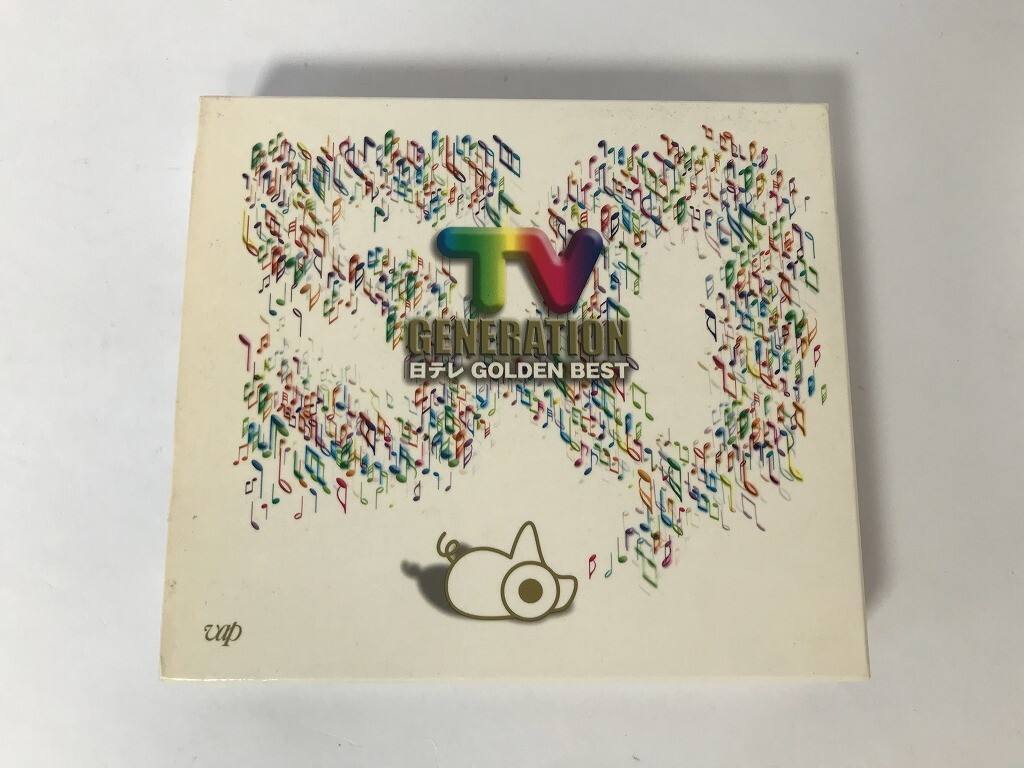 TV
GENERATION
日テレ GOLDEN BEST
vap